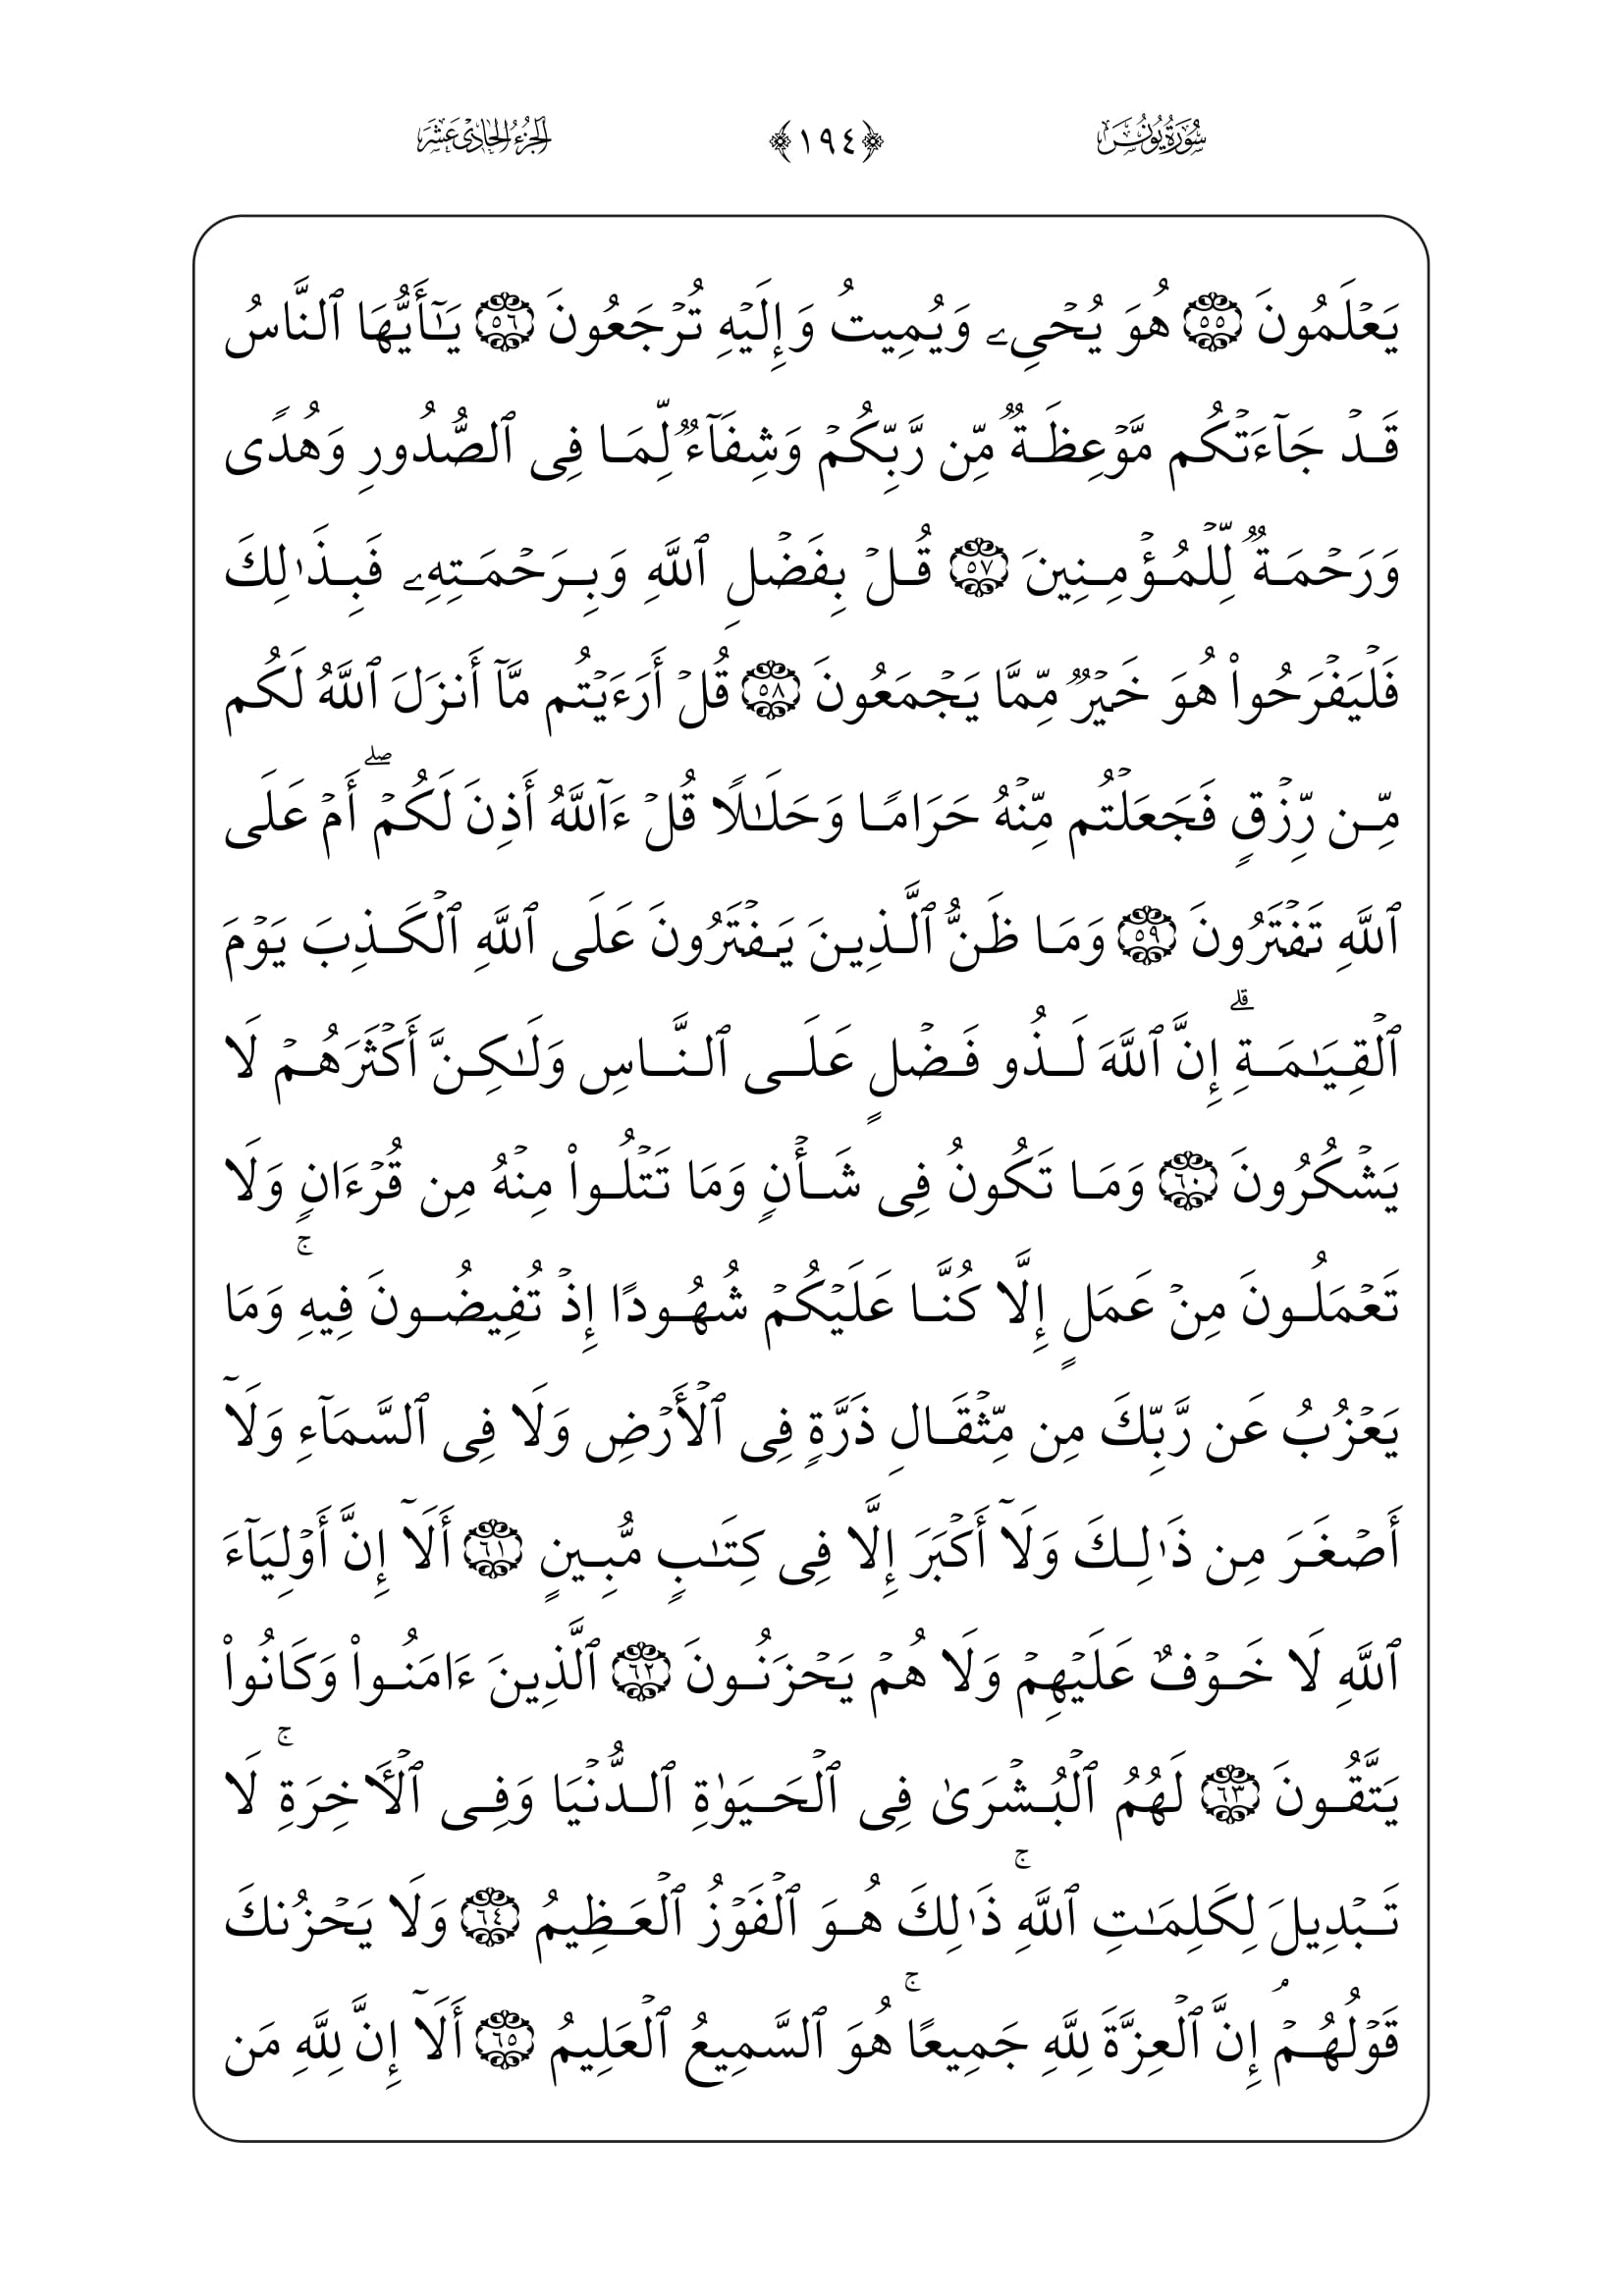 سُورَةُ يُونُسَ ﴿١٩٤﴾ الجُزْءُ الحَادِىَ عَشَرَ
يَعۡلَمُونَ ٥٥ هُوَ يُحۡيِۦ وَيُمِيتُ وَإِلَيۡهِ تُرۡجَعُونَ ٥٦ يَـٰٓأَيُّهَا ٱلنَّاسُ
قَدۡ جَآءَتۡكُم مَّوۡعِظَةٞ مِّن رَّبِّكُمۡ وَشِفَآءٞ لِّمَا فِى ٱلصُّدُورِ وَهُدٗى
وَرَحۡمَةٞ لِّلۡمُؤۡمِنِينَ ٥٧ قُلۡ بِفَضۡلِ ٱللَّهِ وَبِرَحۡمَتِهِۦ فَبِذَٰلِكَ
فَلۡيَفۡرَحُواْ هُوَ خَيۡرٞ مِّمَّا يَجۡمَعُونَ ٥٨ قُلۡ أَرَءَيۡتُم مَّآ أَنزَلَ ٱللَّهُ لَكُم
مِّن رِّزۡقٖ فَجَعَلۡتُم مِّنۡهُ حَرَامٗا وَحَلَٰلٗا قُلۡ ءَآللَّهُ أَذِنَ لَكُمۡۖ أَمۡ عَلَى
ٱللَّهِ تَفۡتَرُونَ ٥٩ وَمَا ظَنُّ ٱلَّذِينَ يَفۡتَرُونَ عَلَى ٱللَّهِ ٱلۡكَذِبَ يَوۡمَ
ٱلۡقِيَٰمَةِۗ إِنَّ ٱللَّهَ لَذُو فَضۡلٍ عَلَى ٱلنَّاسِ وَلَٰكِنَّ أَكۡثَرَهُمۡ لَا
يَشۡكُرُونَ ٦٠ وَمَا تَكُونُ فِى شَأۡنٖ وَمَا تَتۡلُواْ مِنۡهُ مِن قُرۡءَانٖ وَلَا
تَعۡمَلُونَ مِنۡ عَمَلٍ إِلَّا كُنَّا عَلَيۡكُمۡ شُهُودًا إِذۡ تُفِيضُونَ فِيهِۚ وَمَا
يَعۡزُبُ عَن رَّبِّكَ مِن مِّثۡقَالِ ذَرَّةٖ فِى ٱلۡأَرۡضِ وَلَا فِى ٱلسَّمَآءِ وَلَآ
أَصۡغَرَ مِن ذَٰلِكَ وَلَآ أَكۡبَرَ إِلَّا فِى كِتَٰبٖ مُّبِينٍ ٦١ أَلَآ إِنَّ أَوۡلِيَآءَ
ٱللَّهِ لَا خَوۡفٌ عَلَيۡهِمۡ وَلَا هُمۡ يَحۡزَنُونَ ٦٢ ٱلَّذِينَ ءَامَنُواْ وَكَانُواْ
يَتَّقُونَ ٦٣ لَهُمُ ٱلۡبُشۡرَىٰ فِى ٱلۡحَيَوٰةِ ٱلدُّنۡيَا وَفِى ٱلۡأٓخِرَةِۚ لَا
تَبۡدِيلَ لِكَلِمَٰتِ ٱللَّهِۚ ذَٰلِكَ هُوَ ٱلۡفَوۡزُ ٱلۡعَظِيمُ ٦٤ وَلَا يَحۡزُنكَ
قَوۡلُهُمۡۘ إِنَّ ٱلۡعِزَّةَ لِلَّهِ جَمِيعًاۚ هُوَ ٱلسَّمِيعُ ٱلۡعَلِيمُ ٦٥ أَلَآ إِنَّ لِلَّهِ مَن